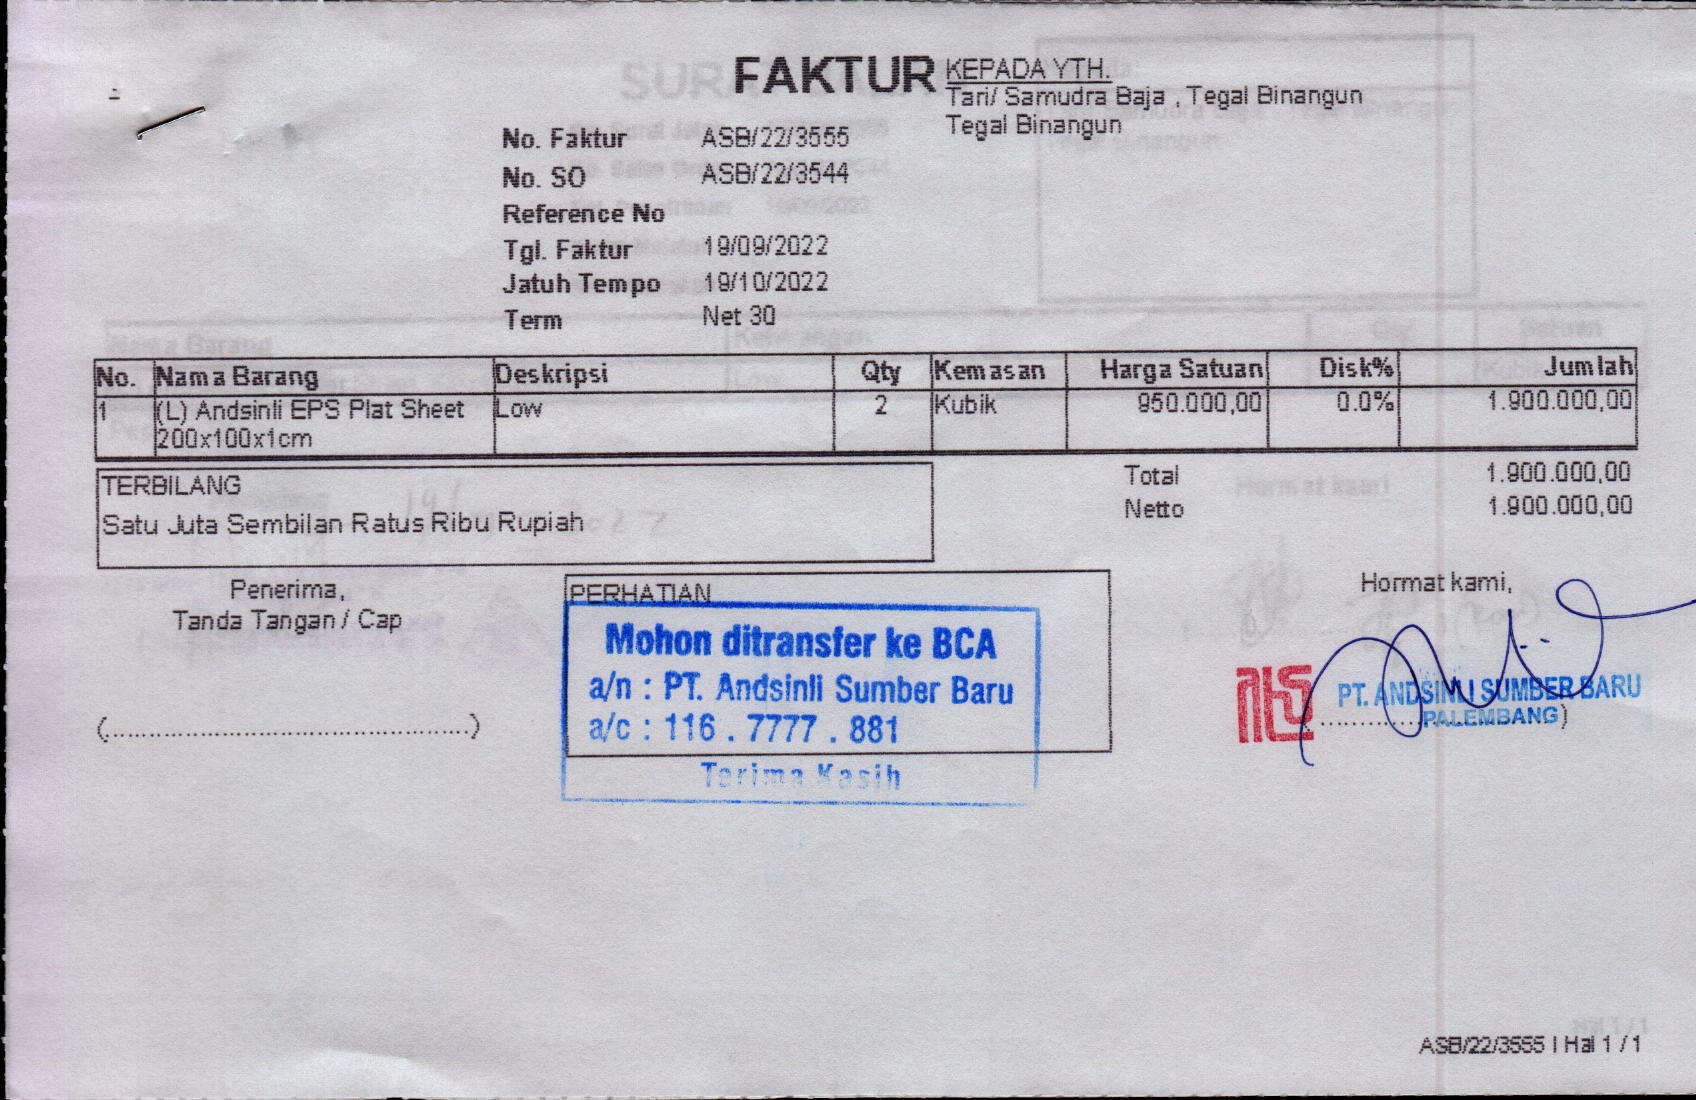 FAKTUR
KEPADA YTH.
Tari/ Samudra Baja , Tegal Binangun
Tegal Binangun
No. Faktur ASB/22/3555
No. SO ASB/22/3544
Reference No
Tgl. Faktur 19/09/2022
Jatuh Tempo 19/10/2022
Term Net 30
No. Nama Barang Deskripsi Qty Kemasan Harga Satuan Disk% Jumlah
1 (L) Andsinli EPS Plat Sheet Low 2 Kubik 950.000,00 0.0% 1.900.000,00
200x100x1cm
TERBILANG
Satu Juta Sembilan Ratus Ribu Rupiah
Total 1.900.000,00
Netto 1.900.000,00
Penerima,
Tanda Tangan / Cap
(..............................................)
PERHATIAN
Mohon ditransfer ke BCA
a/n : PT. Andsinli Sumber Baru
a/c : 116 . 7777 . 881
Terima Kasih
Hormat kami,
PT. ANDSINLI SUMBER BARU
PALEMBANG)
ASB/22/3555 | Hal 1 / 1